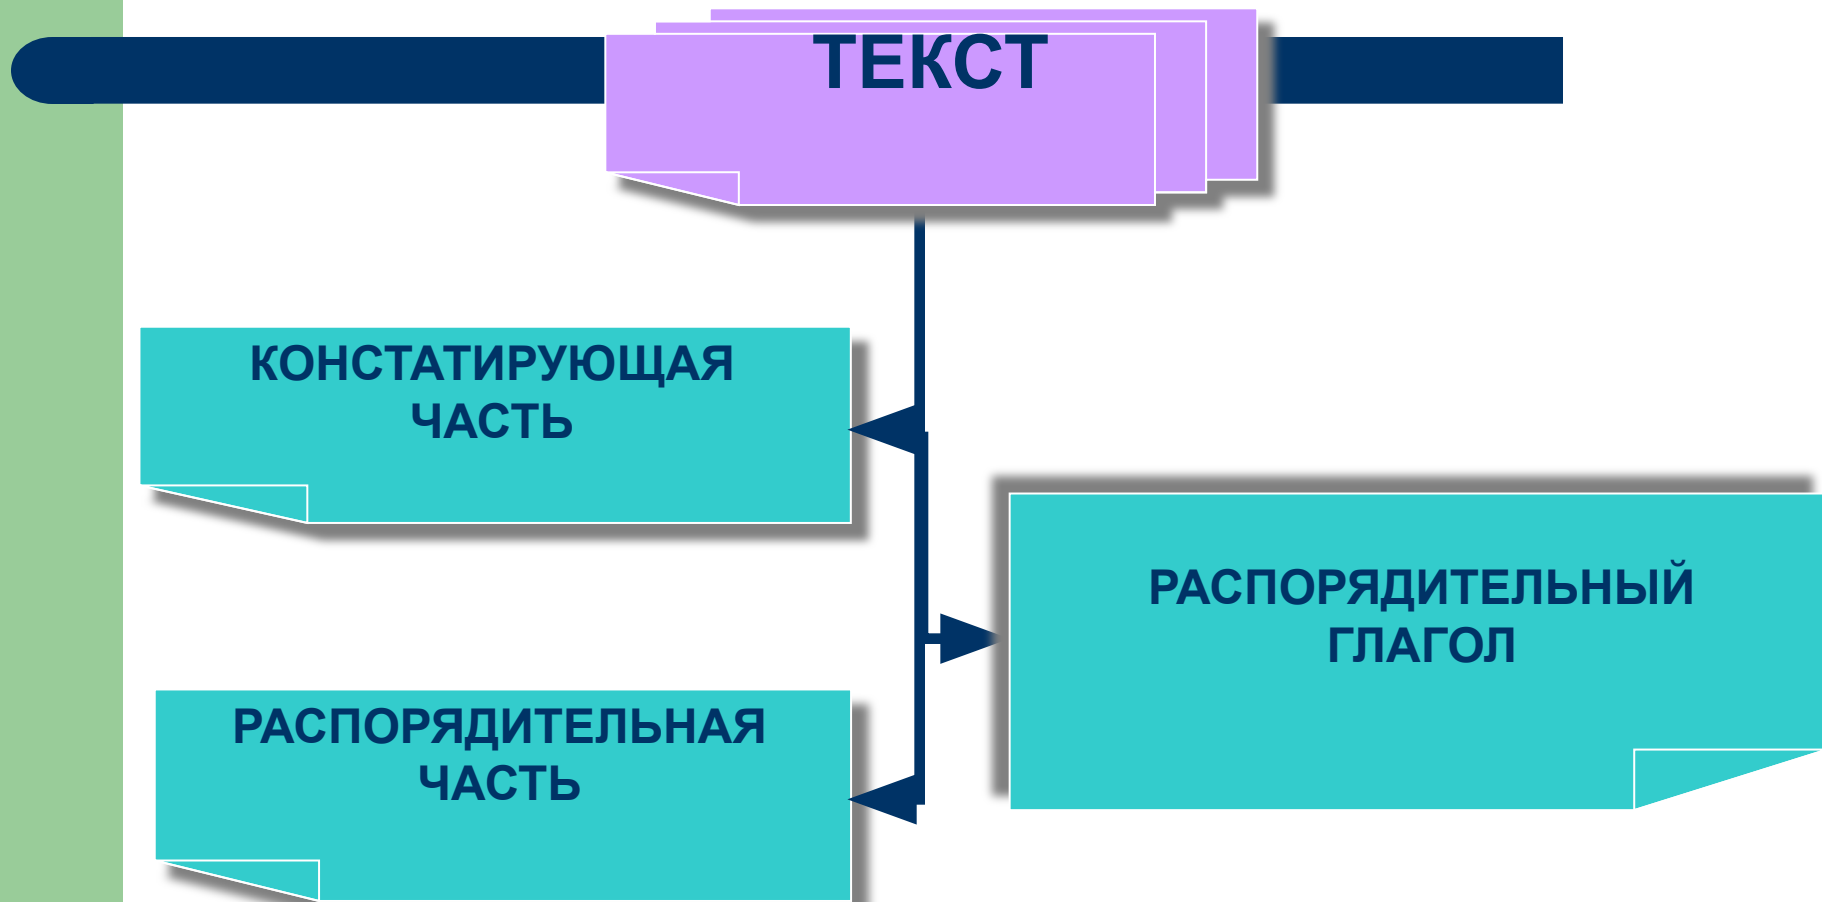 ТЕКСТ
КОНСТАТИРУЮЩАЯ
ЧАСТЬ
РАСПОРЯДИТЕЛЬНЫЙ
ГЛАГОЛ
РАСПОРЯДИТЕЛЬНАЯ
ЧАСТЬ